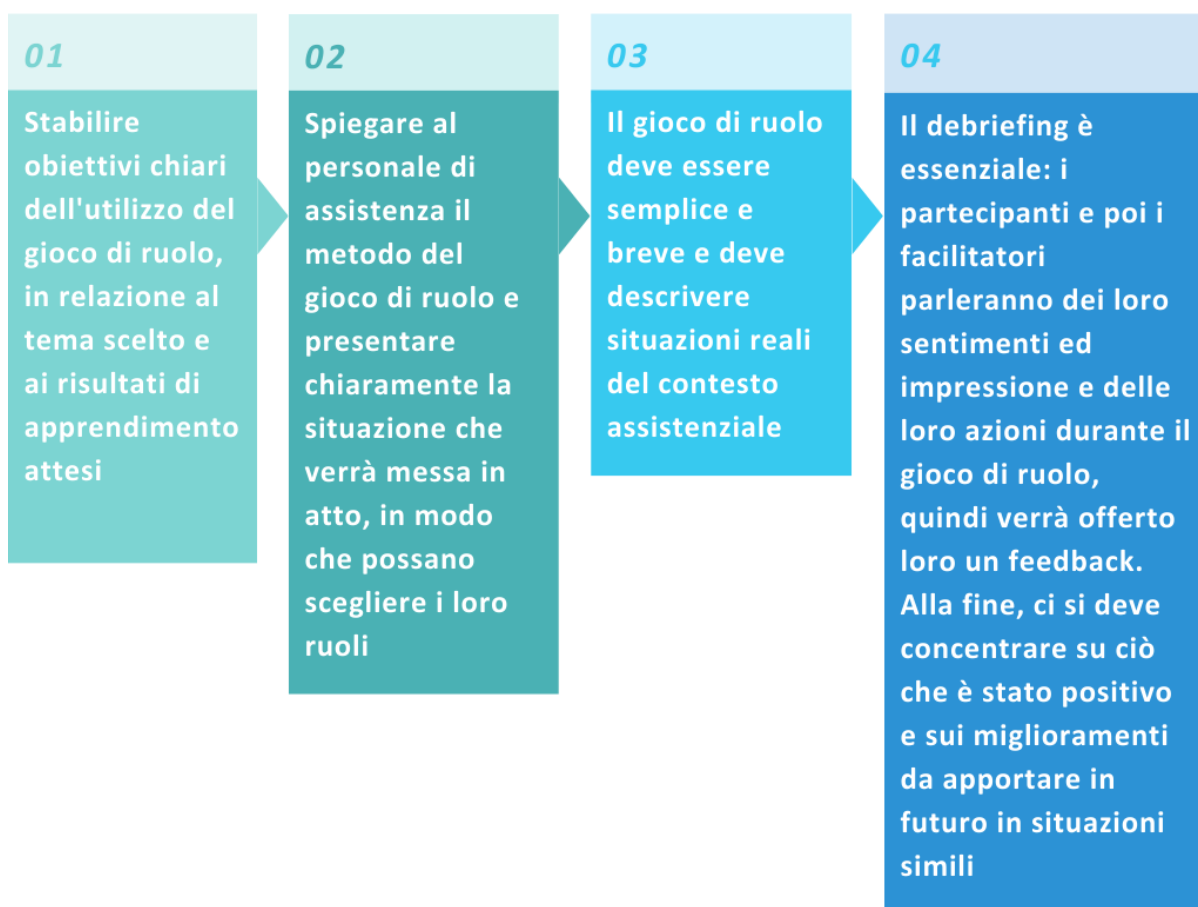 01
Stabilire
obiettivi chiari
dell'utilizzo del
gioco di ruolo,
in relazione al
tema scelto e
ai risultati di
apprendimento
attesi
02
Spiegare al
personale di
assistenza il
metodo del
gioco di ruolo e
presentare
chiaramente la
situazione che
verrà messa in
atto, in modo
che possano
scegliere i loro
ruoli
03
Il gioco di ruolo
deve essere
semplice e
breve e deve
descrivere
situazioni reali
del contesto
assistenziale
04
Il debriefing è
essenziale: i
partecipanti e poi i
facilitatori
parleranno dei loro
sentimenti ed
impressione e delle
loro azioni durante il
gioco di ruolo,
quindi verrà offerto
loro un feedback.
Alla fine, ci si deve
concentrare su ciò
che è stato positivo
e sui miglioramenti
da apportare in
futuro in situazioni
simili